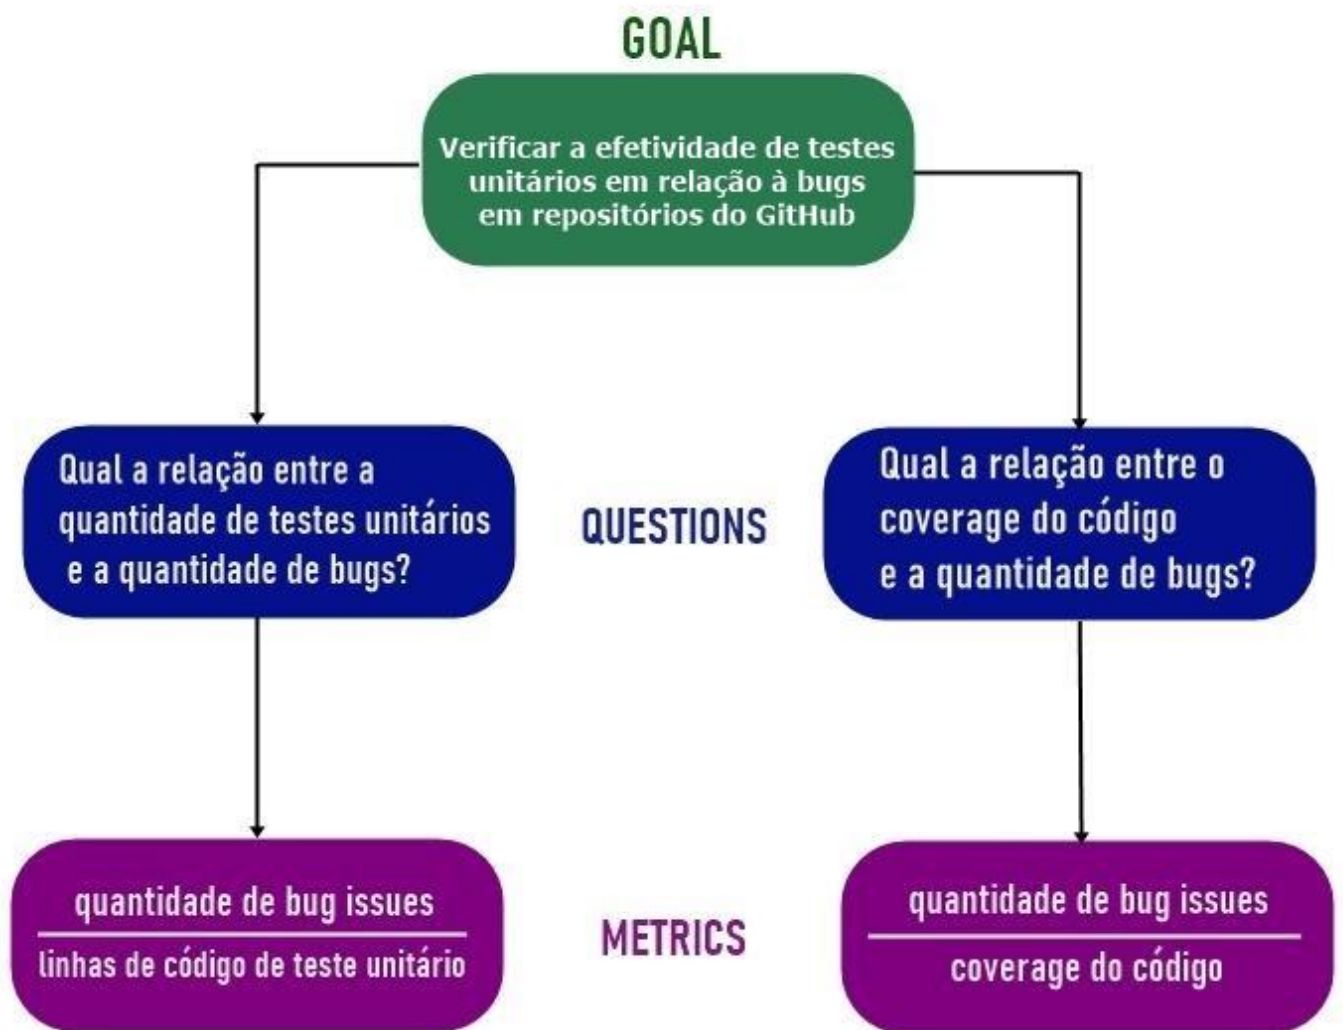 GOAL
Verificar a efetividade de testes
unitários em relação à bugs
em repositórios do GitHub
Qual a relação entre a
quantidade de testes unitários
e a quantidade de bugs?
QUESTIONS
Qual a relação entre o
coverage do código
e a quantidade de bugs?
quantidade de bug issues
linhas de código de teste unitário
METRICS
quantidade de bug issues
coverage do código